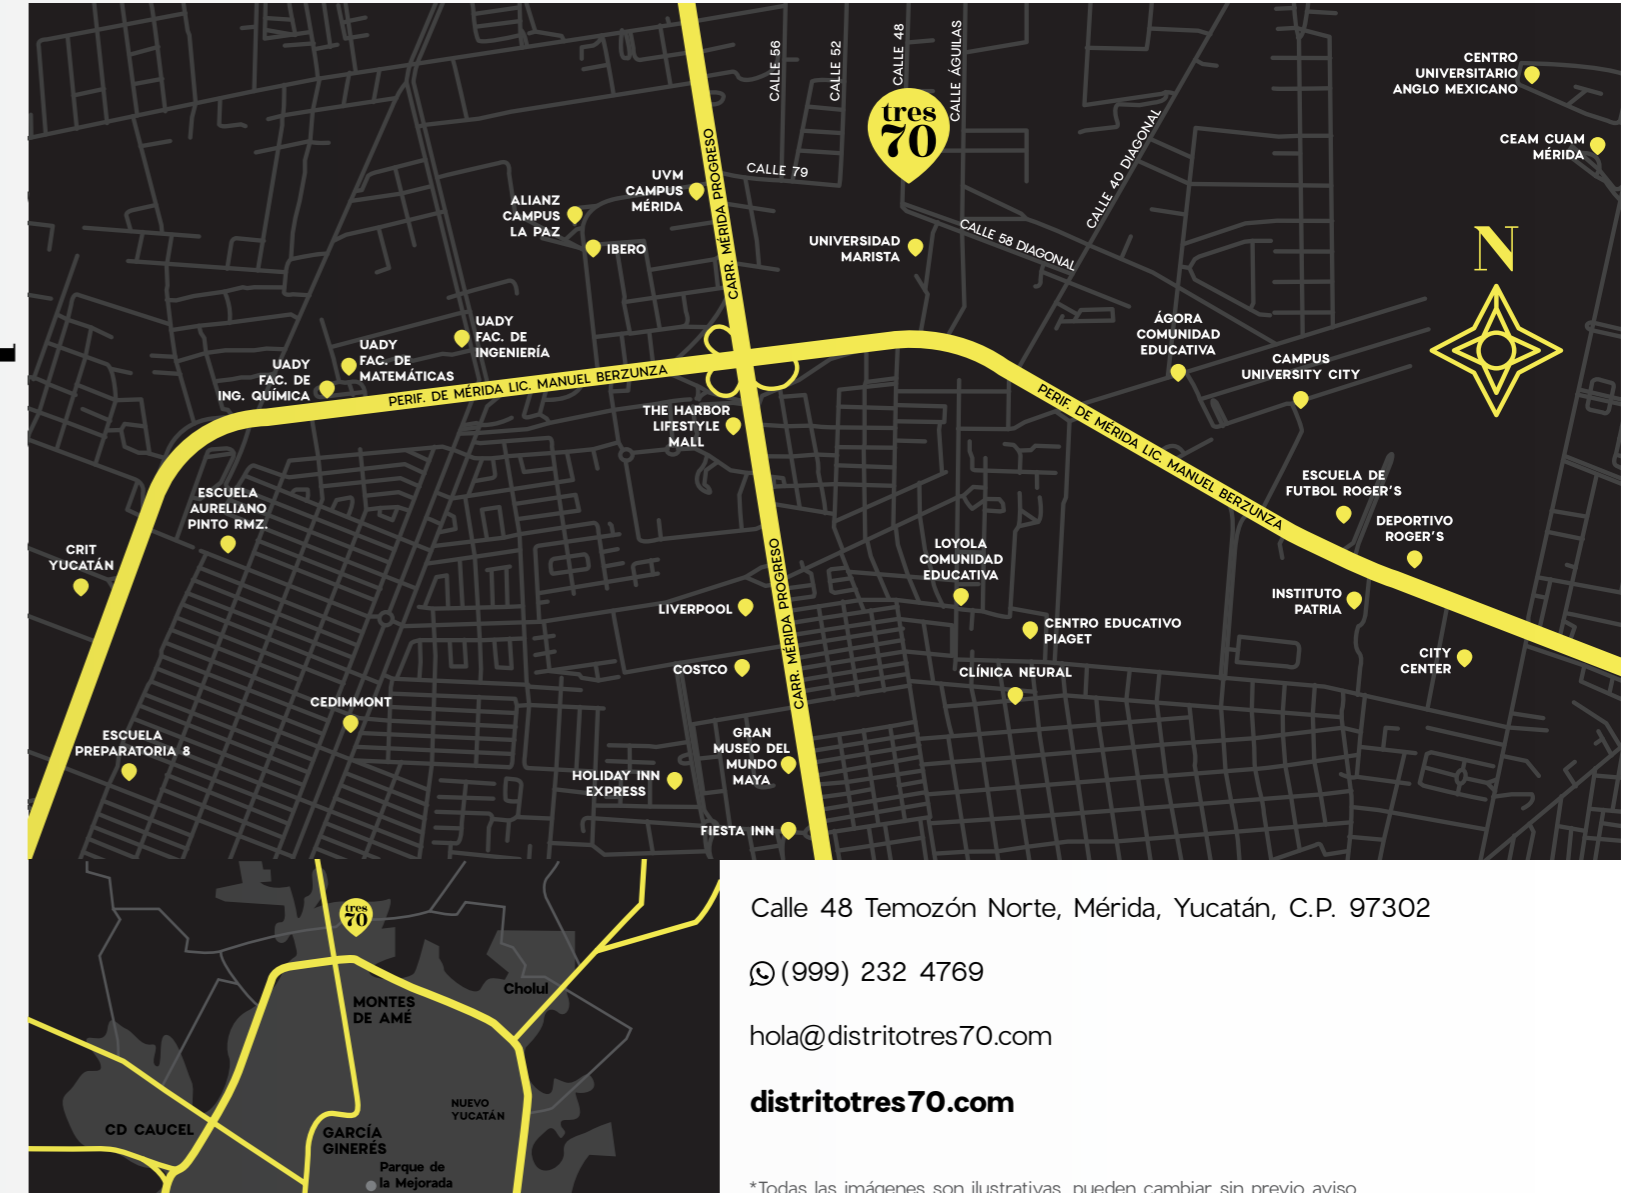 CALLE 56
CALLE 52
CALLE 48
CALLE ÁGUILAS
CENTRO
UNIVERSITARIO
ANGLO MEXICANO
tres
70
CEAM CUAM
MÉRIDA
CALLE 79
CALLE 40 DIAGONAL
CARR. MÉRIDA PROGRESO
UVM
CAMPUS
MÉRIDA
ALIANZ
CAMPUS
LA PAZ
IBERO
UNIVERSIDAD
MARISTA
CALLE 58 DIAGONAL
N
UADY
FAC. DE
INGENIERÍA
UADY
FAC. DE
MATEMÁTICAS
UADY
FAC. DE
ING. QUÍMICA
PERIF. DE MÉRIDA LIC. MANUEL BERZUNZA
ÁGORA
COMUNIDAD
EDUCATIVA
CAMPUS
UNIVERSITY CITY
THE HARBOR
LIFESTYLE
MALL
PERIF. DE MÉRIDA LIC. MANUEL BERZUNZA
ESCUELA DE
FUTBOL ROGER'S
DEPORTIVO
ROGER'S
ESCUELA
AURELIANO
PINTO RMZ.
CRIT
YUCATÁN
LOYOLA
COMUNIDAD
EDUCATIVA
CARR. MÉRIDA PROGRESO
LIVERPOOL
INSTITUTO
PATRIA
CENTRO EDUCATIVO
PIAGET
COSTCO
CLÍNICA NEURAL
CITY
CENTER
CEDIMMONT
ESCUELA
PREPARATORIA 8
GRAN
MUSEO DEL
MUNDO
MAYA
HOLIDAY INN
EXPRESS
FIESTA INN
tres
70
MONTES
DE AMÉ
Cholul
NUEVO
YUCATÁN
CD CAUCEL
GARCÍA
GINERÉS
Parque de
la Mejorada
Calle 48 Temozón Norte, Mérida, Yucatán, C.P. 97302
(999) 232 4769
hola@distritotres70.com
distritotres70.com
*Todas las imágenes son ilustrativas, pueden cambiar sin previo aviso